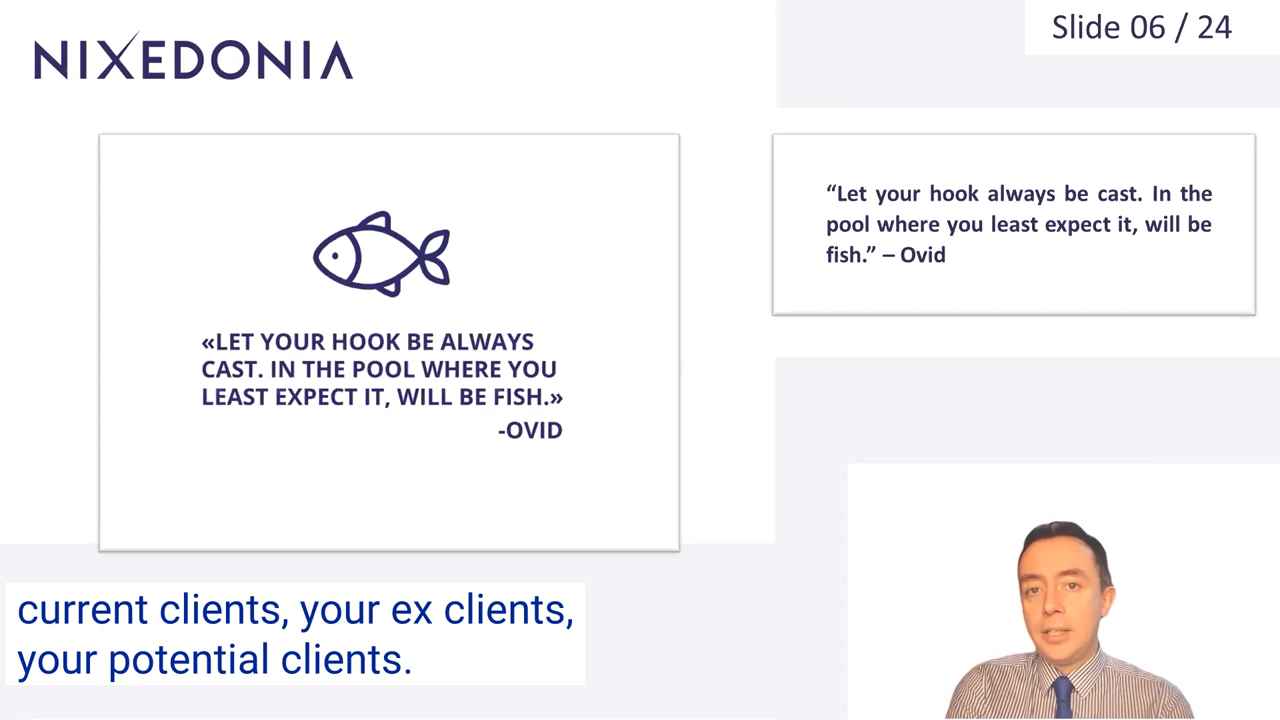 NIXEDONIA
Slide 06 / 24
«LET YOUR HOOK BE ALWAYS
CAST. IN THE POOL WHERE YOU
LEAST EXPECT IT, WILL BE FISH.»
-OVID
“Let your hook always be cast. In the
pool where you least expect it, will be
fish.” – Ovid
current clients, your ex clients,
your potential clients.